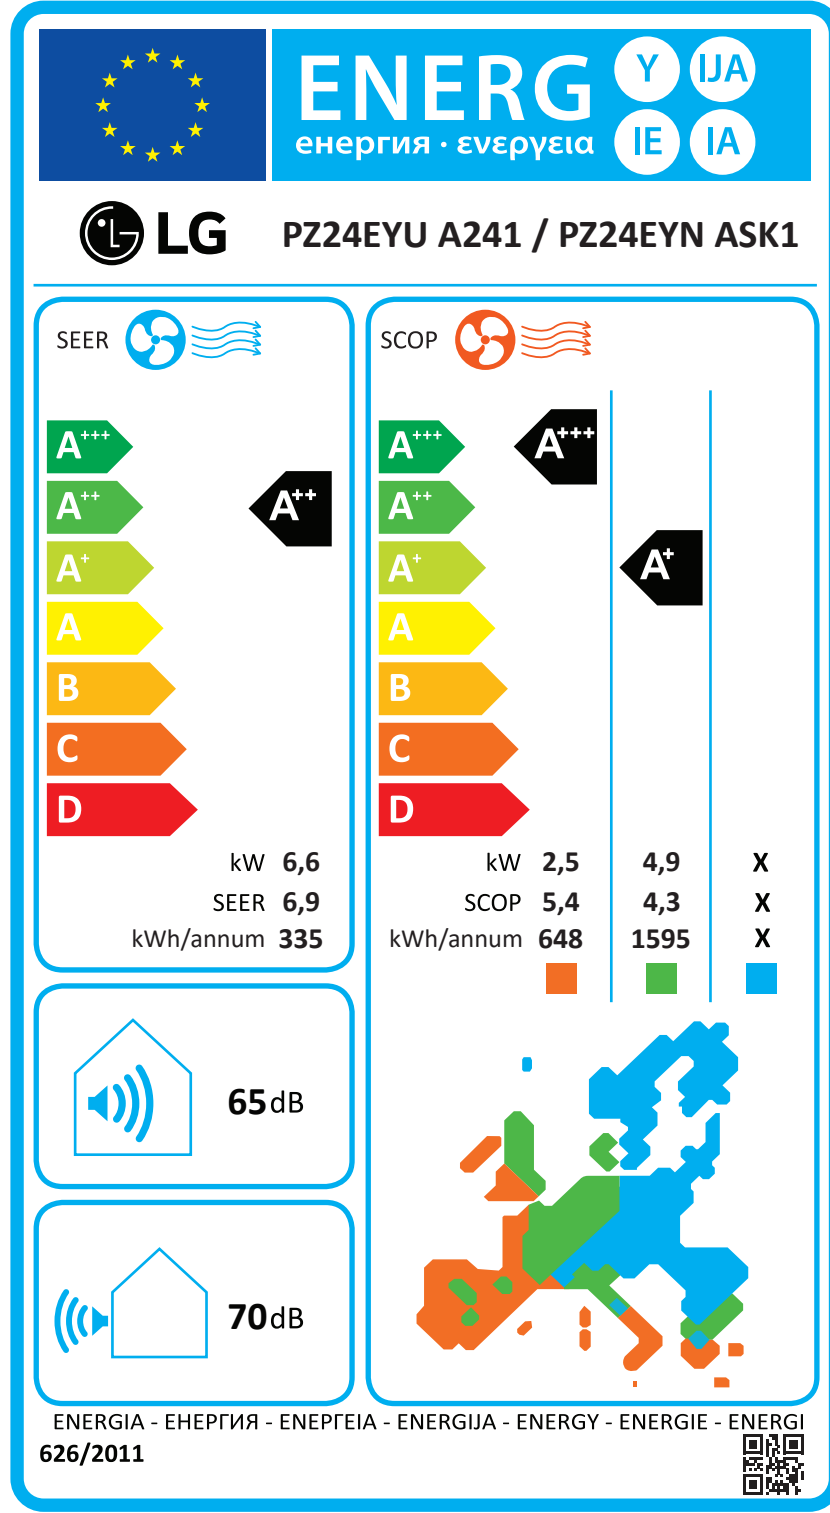 ENERG
енергия · ενεργεια
Y IJA
IE IA
LG PZ24EYU A241 / PZ24EYN ASK1
SEER
A+++
A++
A+
A
B
C
D
A++
kW 6,6
SEER 6,9
kWh/annum 335
SCOP
A+++
A++
A+
A
B
C
D
A+++
A+
kW 2,5 4,9 X
SCOP 5,4 4,3 X
kWh/annum 648 1595 X
65dB
70dB
ENERGIA - ЕНЕРГИЯ - ΕΝΕΡΓΕΙΑ - ENERGIJA - ENERGY - ENERGIE - ENERGI
626/2011